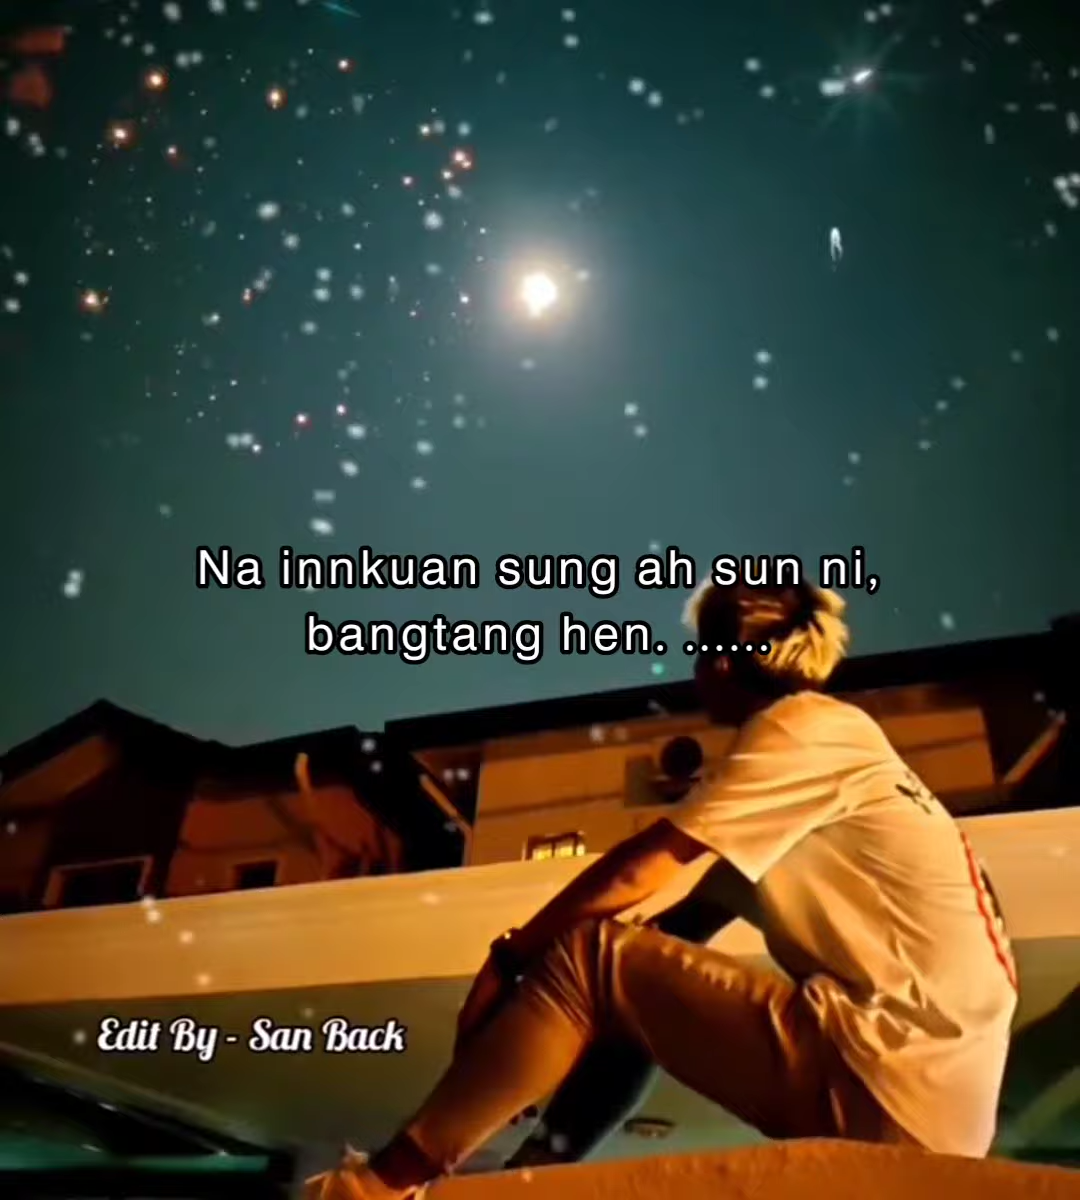 Na innkuan sung ah sun ni,
bangtang hen. ......
Edit By - San Back